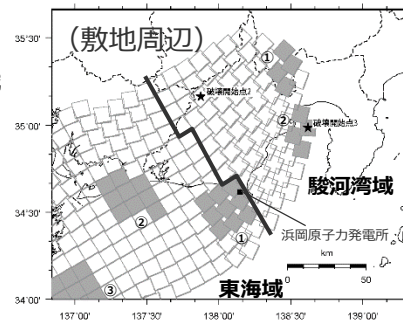 35˚30'
（敷地周辺）
①
★破壊開始点2
35˚00'
②
★破壊開始点3
駿河湾域
34˚30'
②
①
浜岡原子力発電所
km
東海域
0 50
③
34˚00'
137˚00' 137˚30' 138˚00' 138˚30' 139˚00'